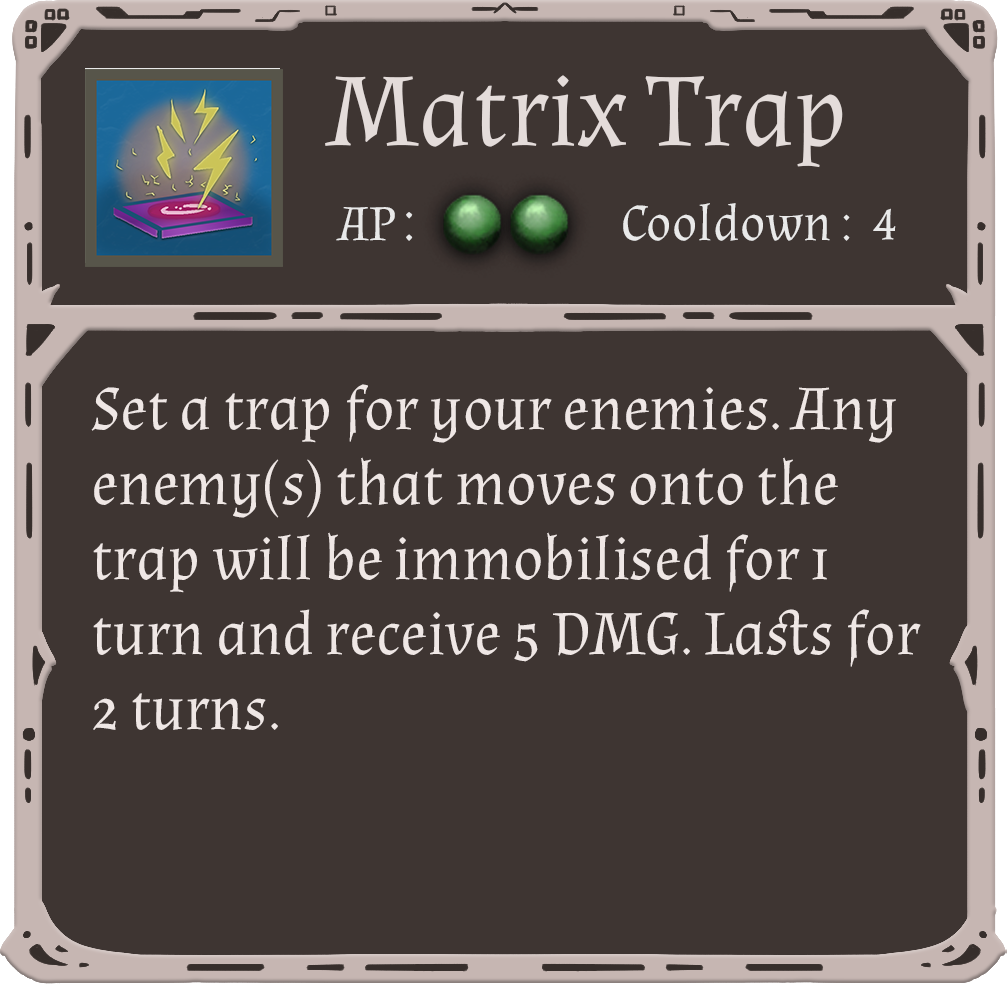 Matrix Trap
AP: Cooldown: 4
Set a trap for your enemies. Any
enemy(s) that moves onto the
trap will be immobilised for 1
turn and receive 5 DMG. Lasts for
2 turns.